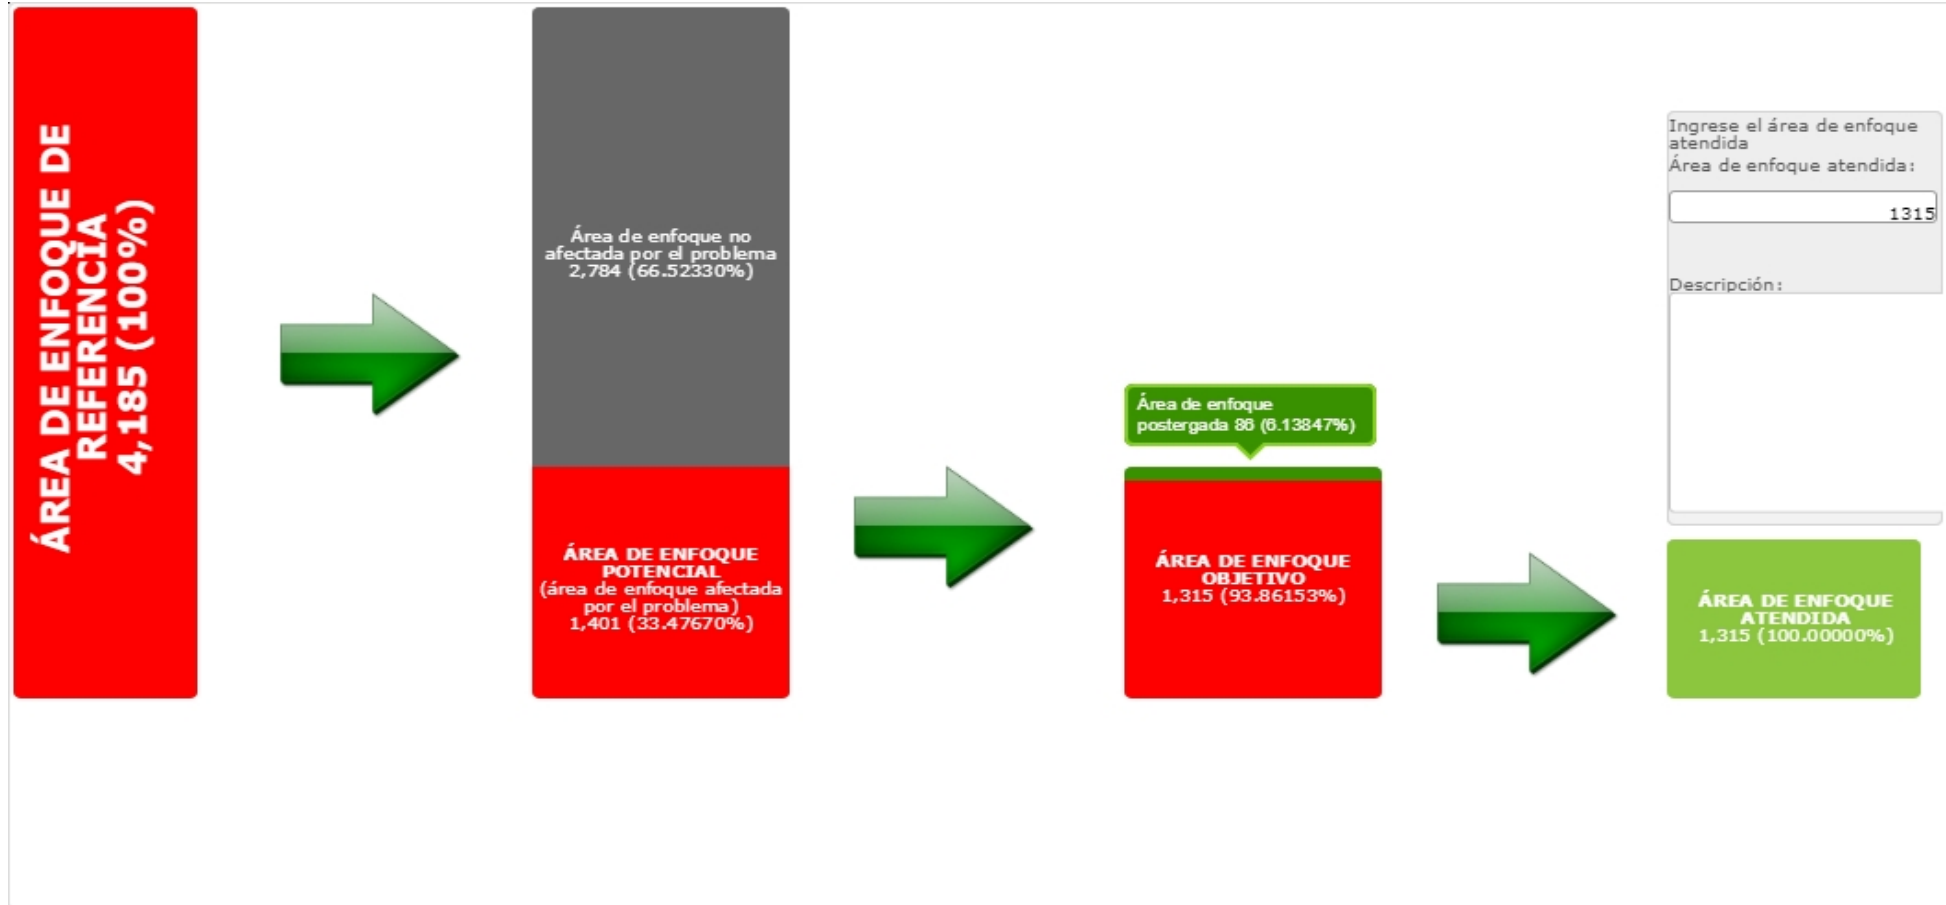 ÁREA DE ENFOQUE DE
REFERENCIA
4,185 (100%)
Área de enfoque no
afectada por el problema
2,784 (66.52330%)
ÁREA DE ENFOQUE
POTENCIAL
(área de enfoque afectada
por el problema)
1,401 (33.47670%)
Área de enfoque
postergada 86 (6.13847%)
ÁREA DE ENFOQUE
OBJETIVO
1,315 (93.86153%)
Ingrese el área de enfoque
atendida
Área de enfoque atendida:
1315
Descripción:
ÁREA DE ENFOQUE
ATENDIDA
1,315 (100.00000%)